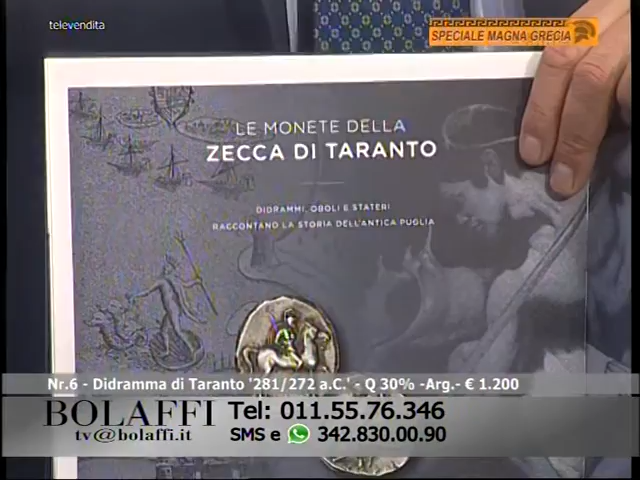 televendita
SPECIALE MAGNA GRECIA
LE MONETE DELLA
ZECCA DI TARANTO
DIDRAMMI, OBOLI E STATERI
RACCONTANO LA STORIA DELL'ANTICA PUGLIA
Nr.6 - Didramma di Taranto '281/272 a.C.' - Q 30% -Arg.- € 1.200
BOLAFFI Tel: 011.55.76.346
tv@bolaffi.it SMS e 342.830.00.90